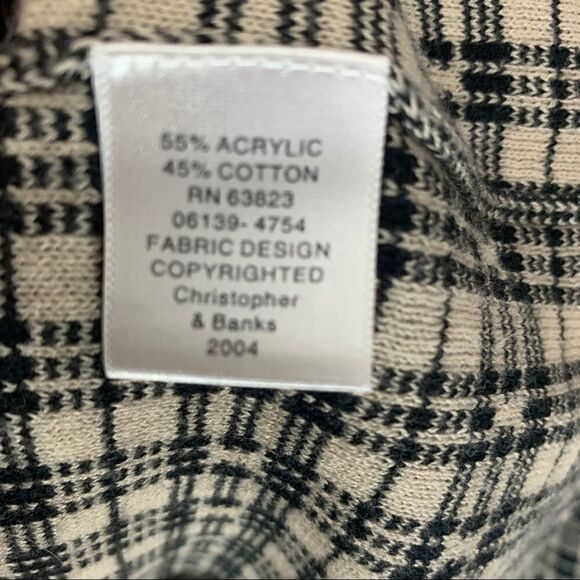 55% ACRYLIC
45% COTTON
RN 63823
06139-4754
FABRIC DESIGN
COPYRIGHTED
Christopher
& Banks
2004